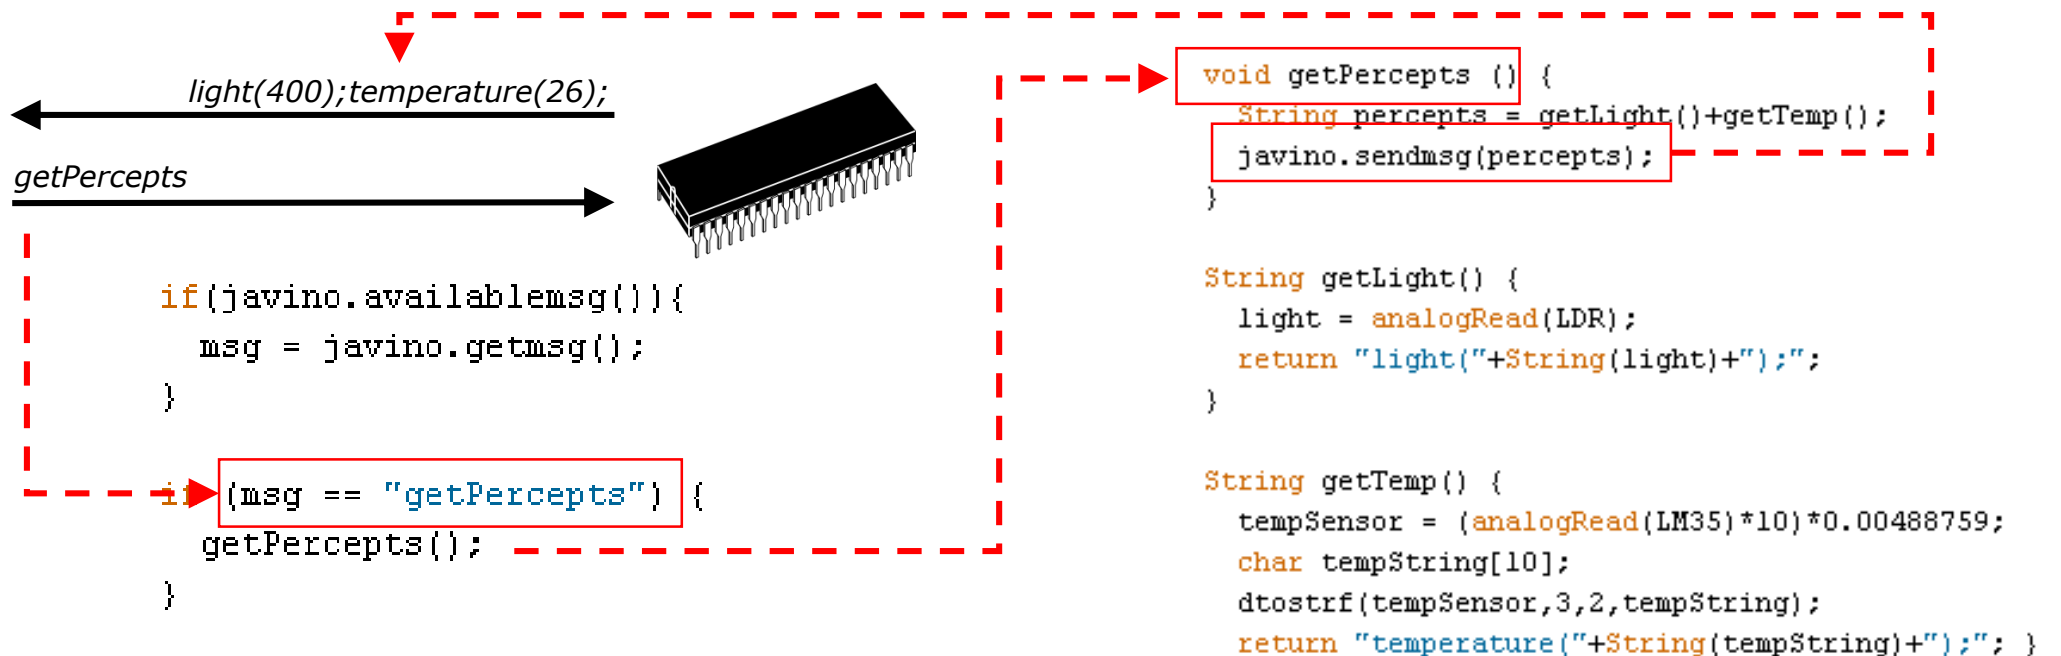 light(400);temperature(26);
getPercepts
if(javino.availablemsg()){
msg = javino.getmsg();
}
if (msg == "getPercepts") {
getPercepts();
}
void getPercepts () {
String percepts = getLight()+getTemp();
javino.sendmsg(percepts);
}
String getLight() {
light = analogRead(LDR);
return "light("+String(light)+");";
}
String getTemp() {
tempSensor = (analogRead(LM35)*10)*0.00488759;
char tempString[10];
dtostrf(tempSensor,3,2,tempString);
return "temperature("+String(tempString)+");"; }